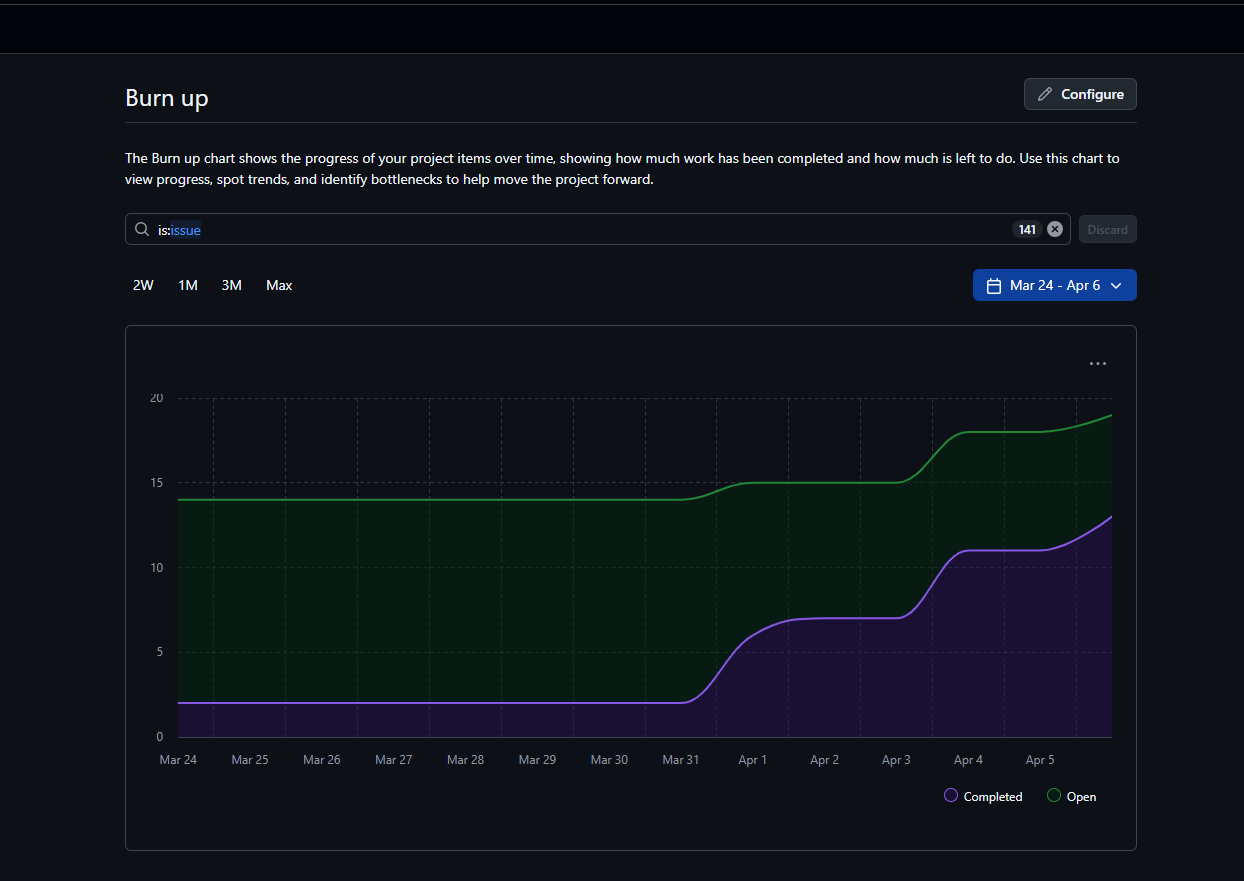 Burn up
Configure
The Burn up chart shows the progress of your project items over time, showing how much work has been completed and how much is left to do. Use this chart to
view progress, spot trends, and identify bottlenecks to help move the project forward.
is:issue
141
Discard
2W 1M 3M Max
Mar 24 - Apr 6
20
15
10
5
0
Mar 24 Mar 25 Mar 26 Mar 27 Mar 28 Mar 29 Mar 30 Mar 31 Apr 1 Apr 2 Apr 3 Apr 4 Apr 5
Completed Open